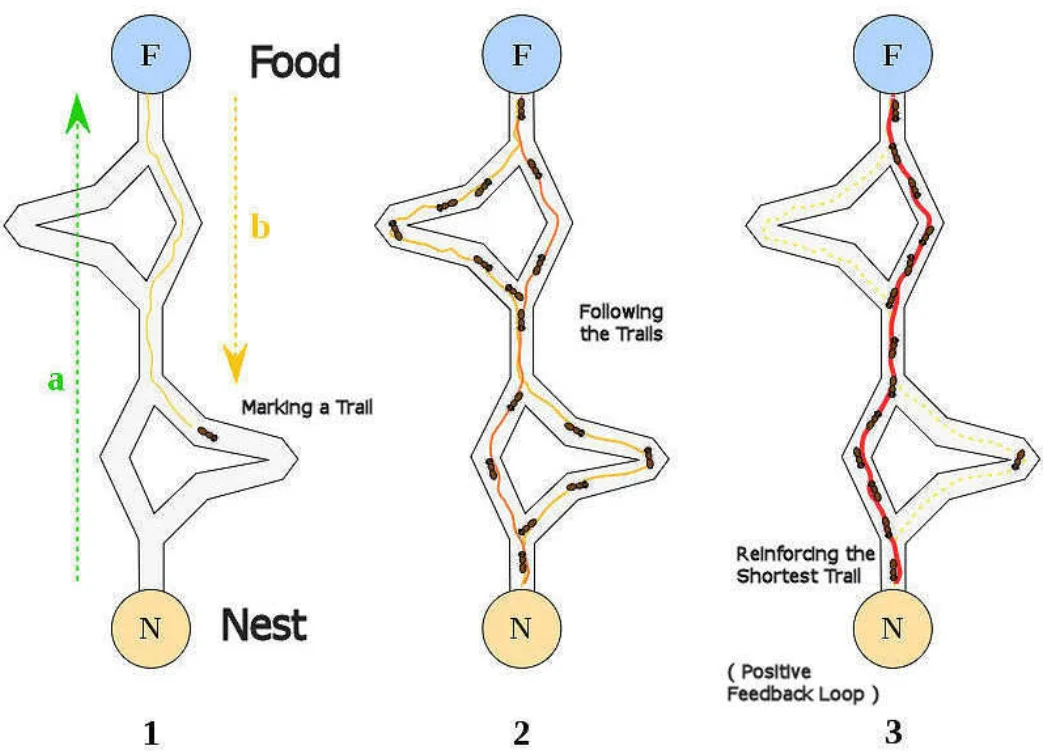 F
Food
F
F
b
Following
the Trails
a
Marking a Trail
Reinforcing the
Shortest Trail
N
Nest
N
N
( Positive
Feedback Loop )
1
2
3